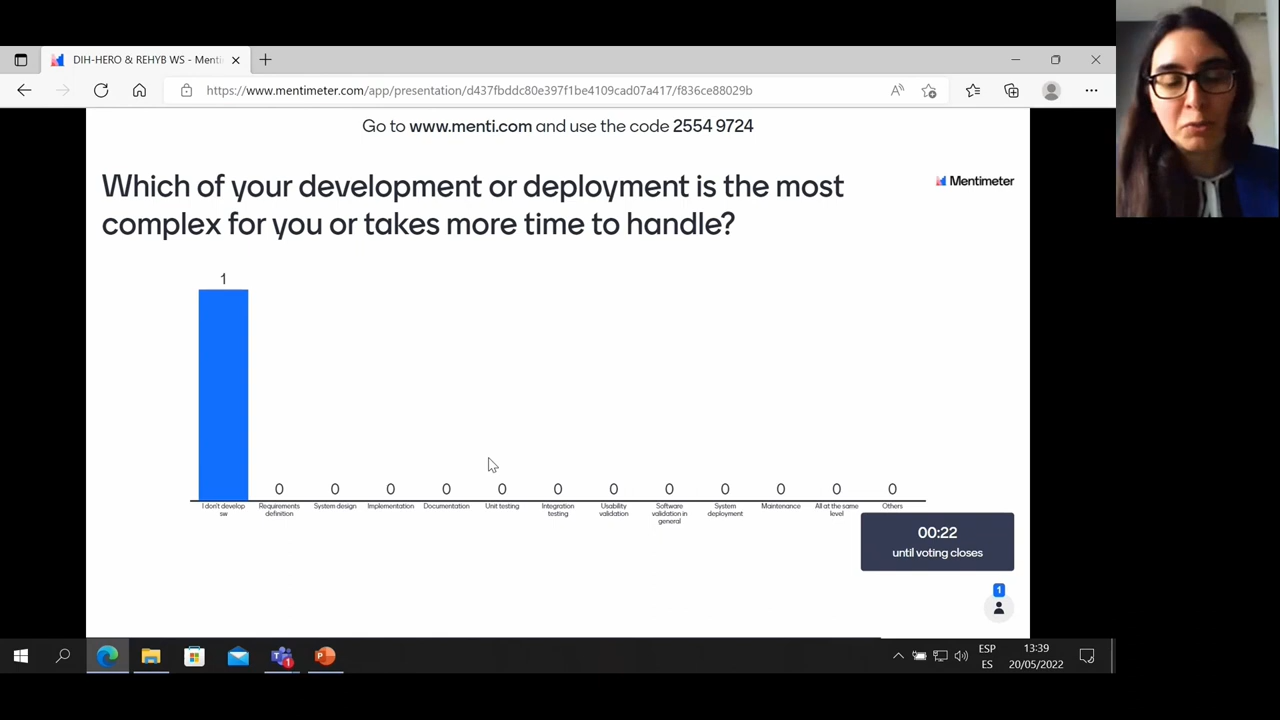 DIH-HERO & REHYB WS - Menti
https://www.mentimeter.com/app/presentation/d437fbddc80e397f1be4109cad07a417/f836ce88029b
Go to www.menti.com and use the code 2554 9724
Which of your development or deployment is the most
complex for you or takes more time to handle?
Mentimeter
1
0 0 0 0 0 0 0 0 0 0 0 0
I don't develop
sw
Requirements
definition
System design
Implementation
Documentation
Unit testing
Integration
testing
Usability
validation
Software
validation in
general
System
deployment
Maintenance
All at the same
level
Others
00:22
until voting closes
1
1
ESP
ES
13:39
20/05/2022